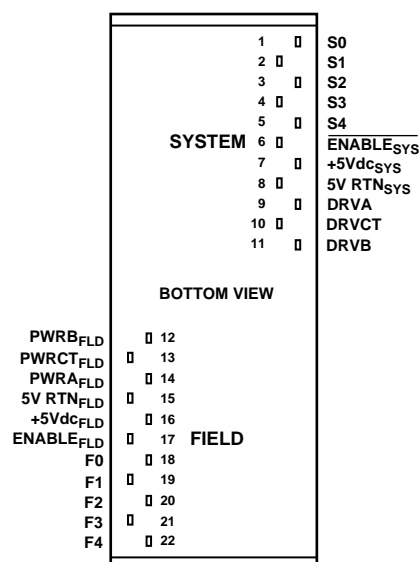 1 S0
2 S1
3 S2
4 S3
5 S4
SYSTEM 6 ENABLESYS
7 +5VdcSYS
8 5V RTNSYS
9 DRVA
10 DRVCT
11 DRVB
BOTTOM VIEW
PWRBFLD 12
PWRCTFLD 13
PWRAFLD 14
5V RTNFLD 15
+5VdcFLD 16
ENABLEFLD 17 FIELD
F0 18
F1 19
F2 20
F3 21
F4 22